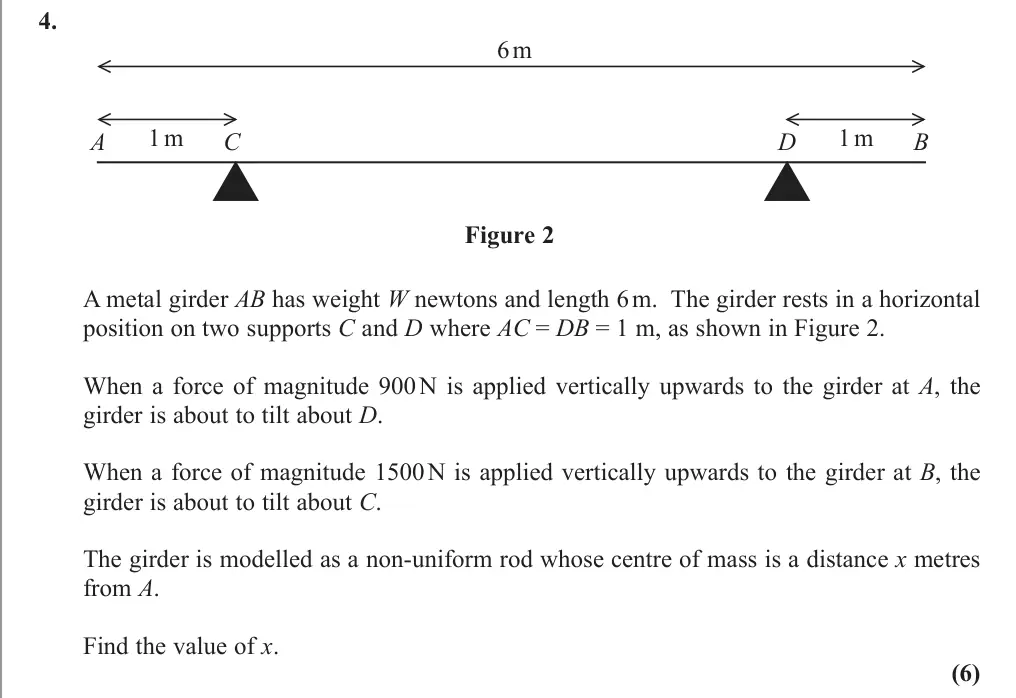 4.
6 m
1 m
1 m
A
C
D
B
Figure 2
A metal girder AB has weight W newtons and length 6 m. The girder rests in a horizontal
position on two supports C and D where AC = DB = 1 m, as shown in Figure 2.
When a force of magnitude 900 N is applied vertically upwards to the girder at A, the
girder is about to tilt about D.
When a force of magnitude 1500 N is applied vertically upwards to the girder at B, the
girder is about to tilt about C.
The girder is modelled as a non-uniform rod whose centre of mass is a distance x metres
from A.
Find the value of x.
(6)